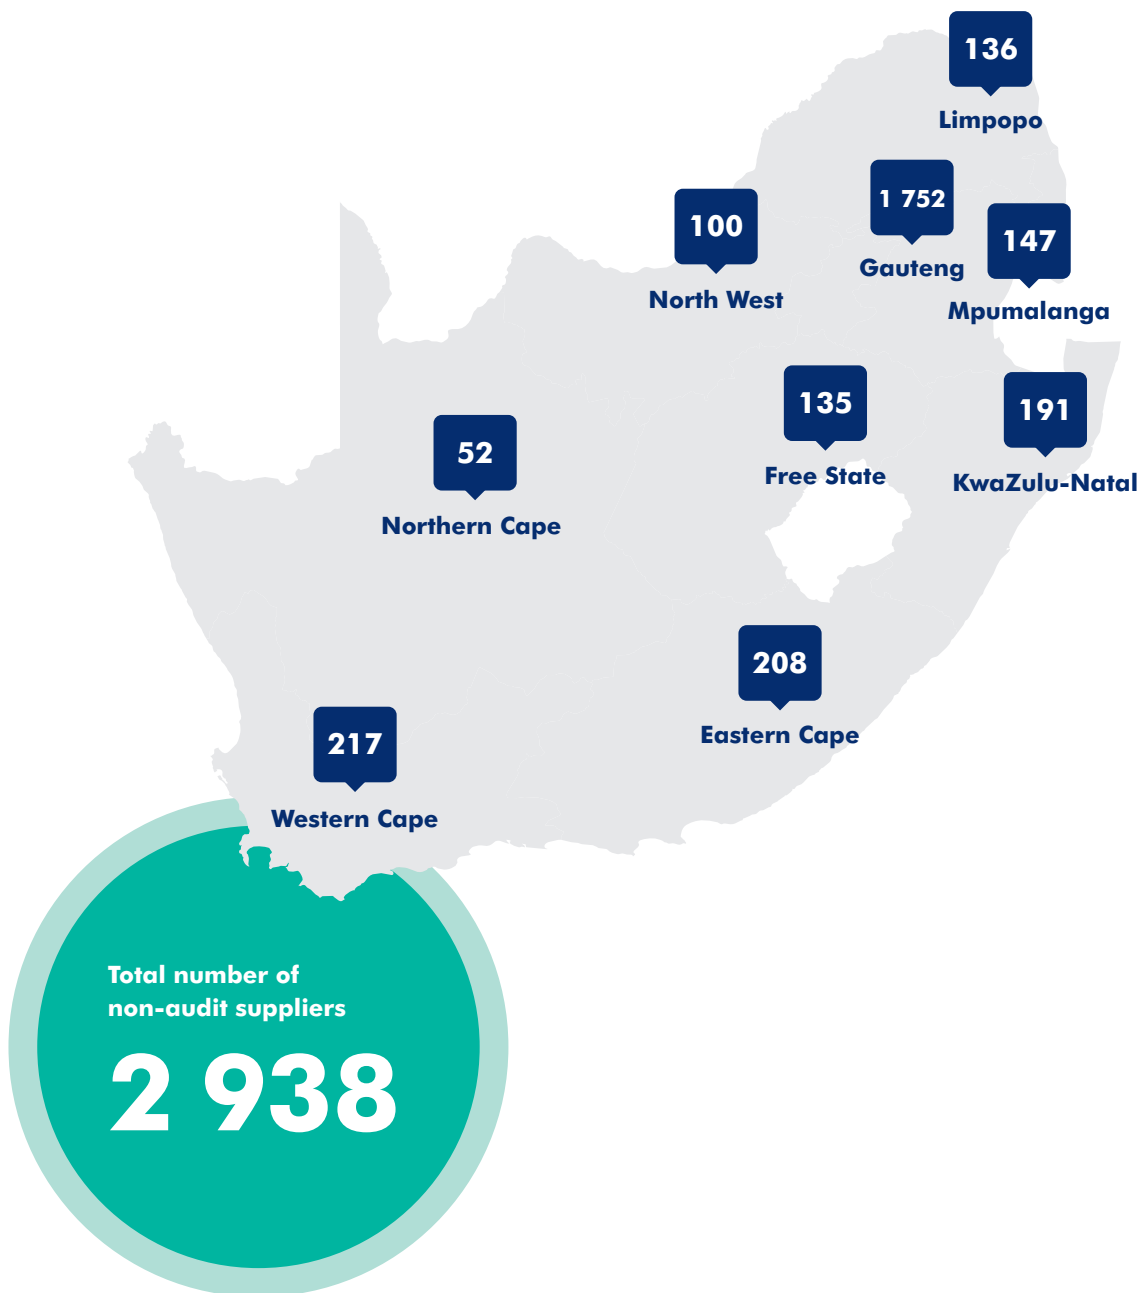 136
Limpopo
1 752
Gauteng
100
North West
147
Mpumalanga
135
Free State
191
KwaZulu-Natal
52
Northern Cape
208
Eastern Cape
217
Western Cape
Total number of
non-audit suppliers
2 938